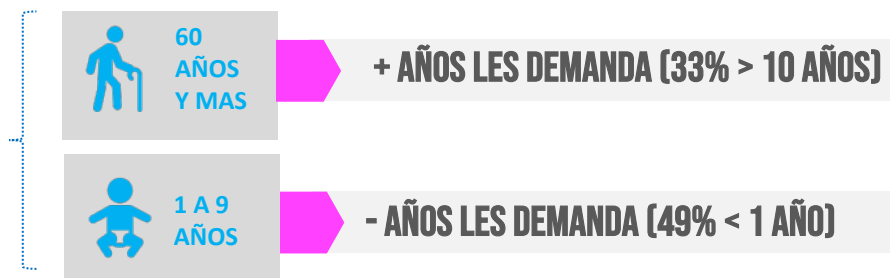 60
AÑOS
Y MAS
+ AÑOS LES DEMANDA (33% > 10 AÑOS)
1 A 9
AÑOS
- AÑOS LES DEMANDA (49% < 1 AÑO)